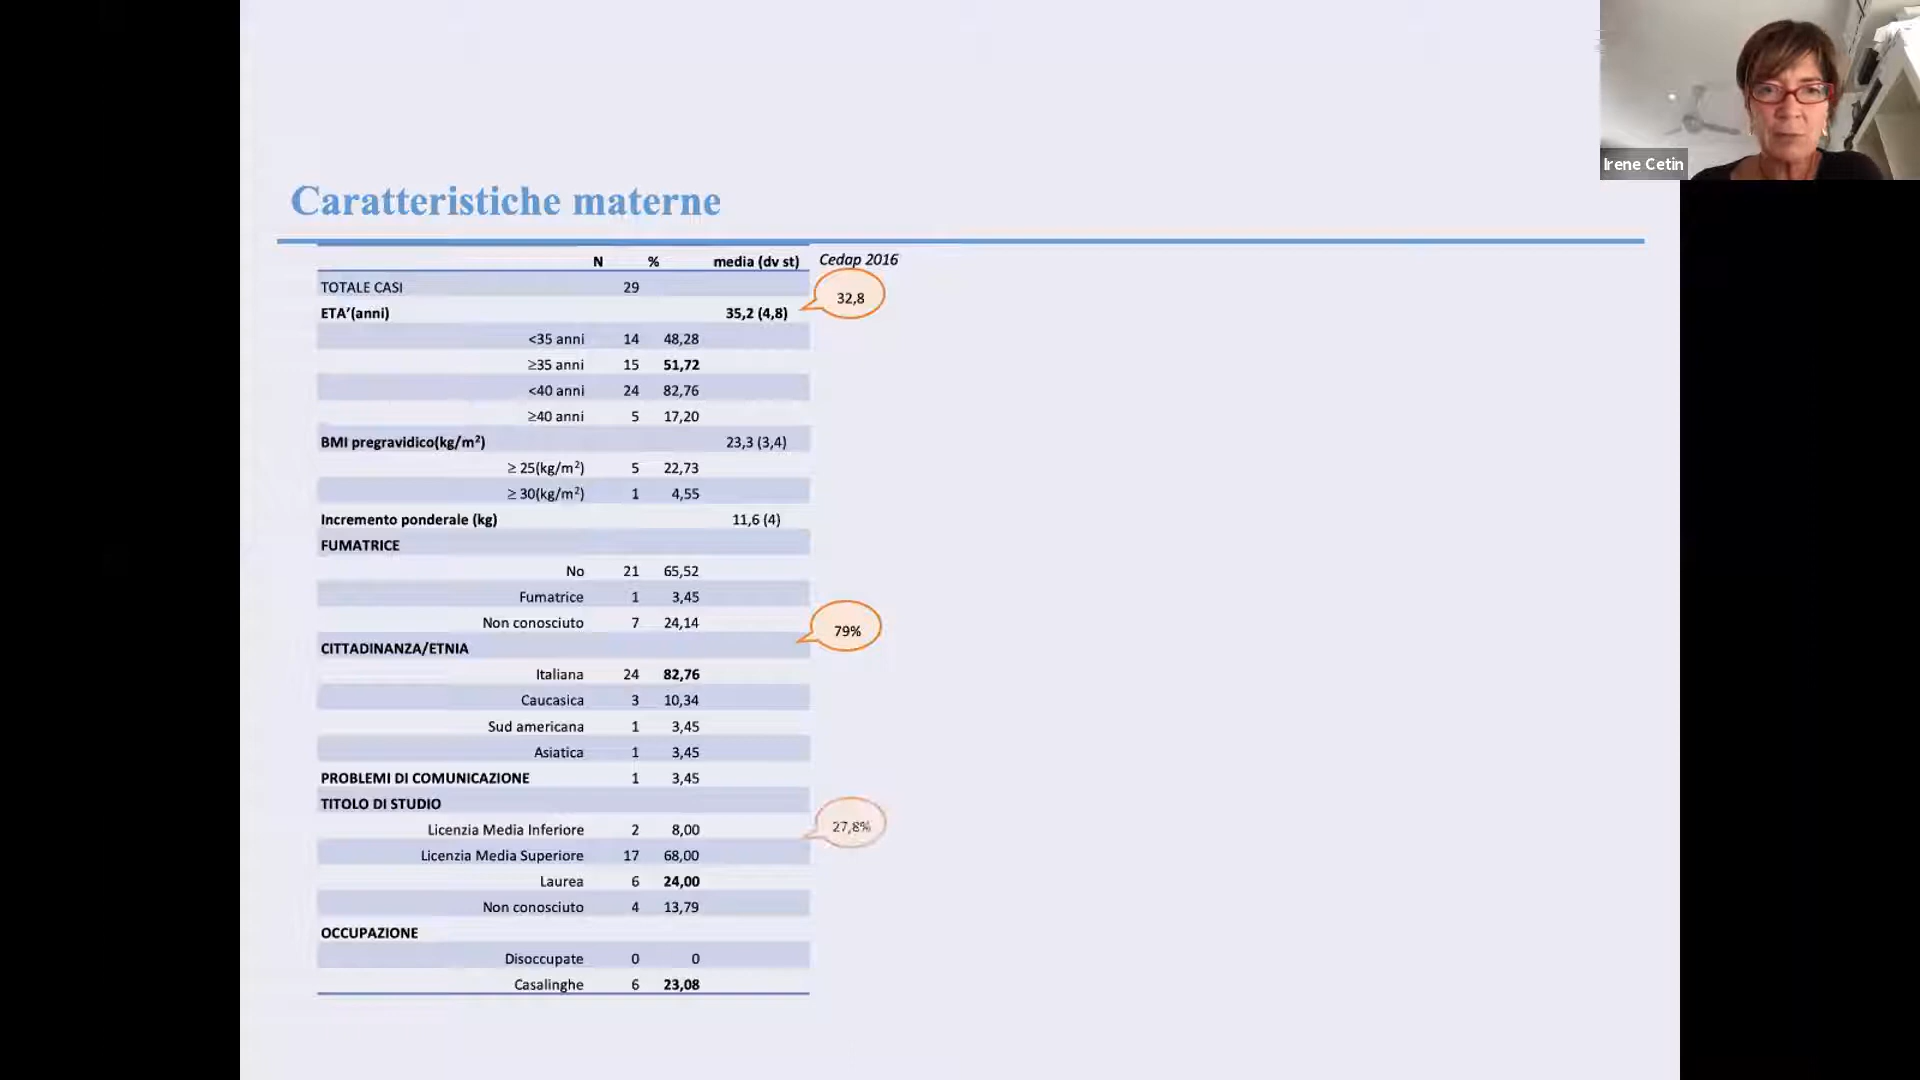 Irene Cetin
Caratteristiche materne
N % media (dv st) Cedap 2016
TOTALE CASI 29
32,8
ETA’(anni) 35,2 (4,8)
<35 anni 14 48,28
≥35 anni 15 51,72
<40 anni 24 82,76
≥40 anni 5 17,20
BMI pregravidico(kg/m²) 23,3 (3,4)
≥ 25(kg/m²) 5 22,73
≥ 30(kg/m²) 1 4,55
Incremento ponderale (kg) 11,6 (4)
FUMATRICE
No 21 65,52
Fumatrice 1 3,45
Non conosciuto 7 24,14
79%
CITTADINANZA/ETNIA
Italiana 24 82,76
Caucasica 3 10,34
Sud americana 1 3,45
Asiatica 1 3,45
PROBLEMI DI COMUNICAZIONE 1 3,45
TITOLO DI STUDIO
Licenzia Media Inferiore 2 8,00
27,8%
Licenzia Media Superiore 17 68,00
Laurea 6 24,00
Non conosciuto 4 13,79
OCCUPAZIONE
Disoccupate 0 0
Casalinghe 6 23,08